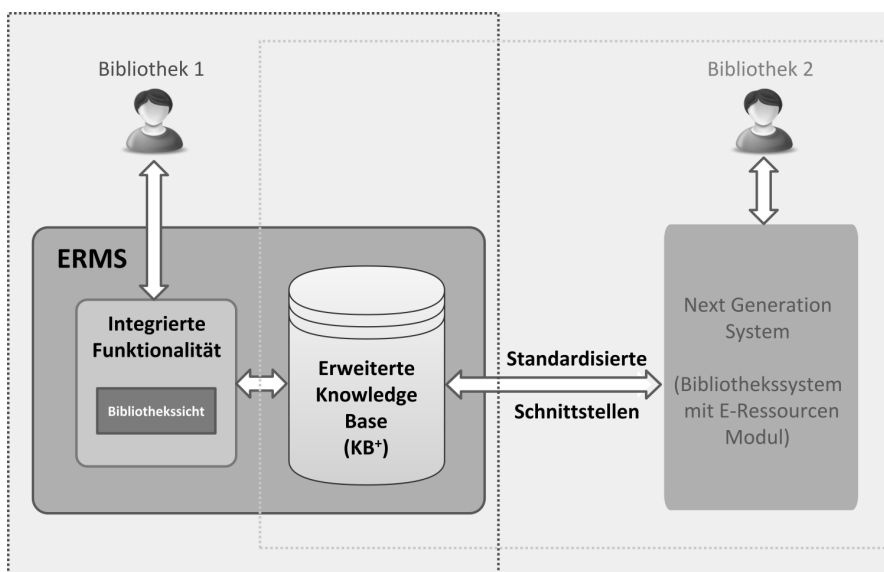 Bibliothek 1
Bibliothek 2
ERMS
Integrierte
Funktionalität
Bibliothekssicht
Erweiterte
Knowledge
Base
(KB⁺)
Standardisierte
Schnittstellen
Next Generation
System
(Bibliothekssystem
mit E-Ressourcen
Modul)